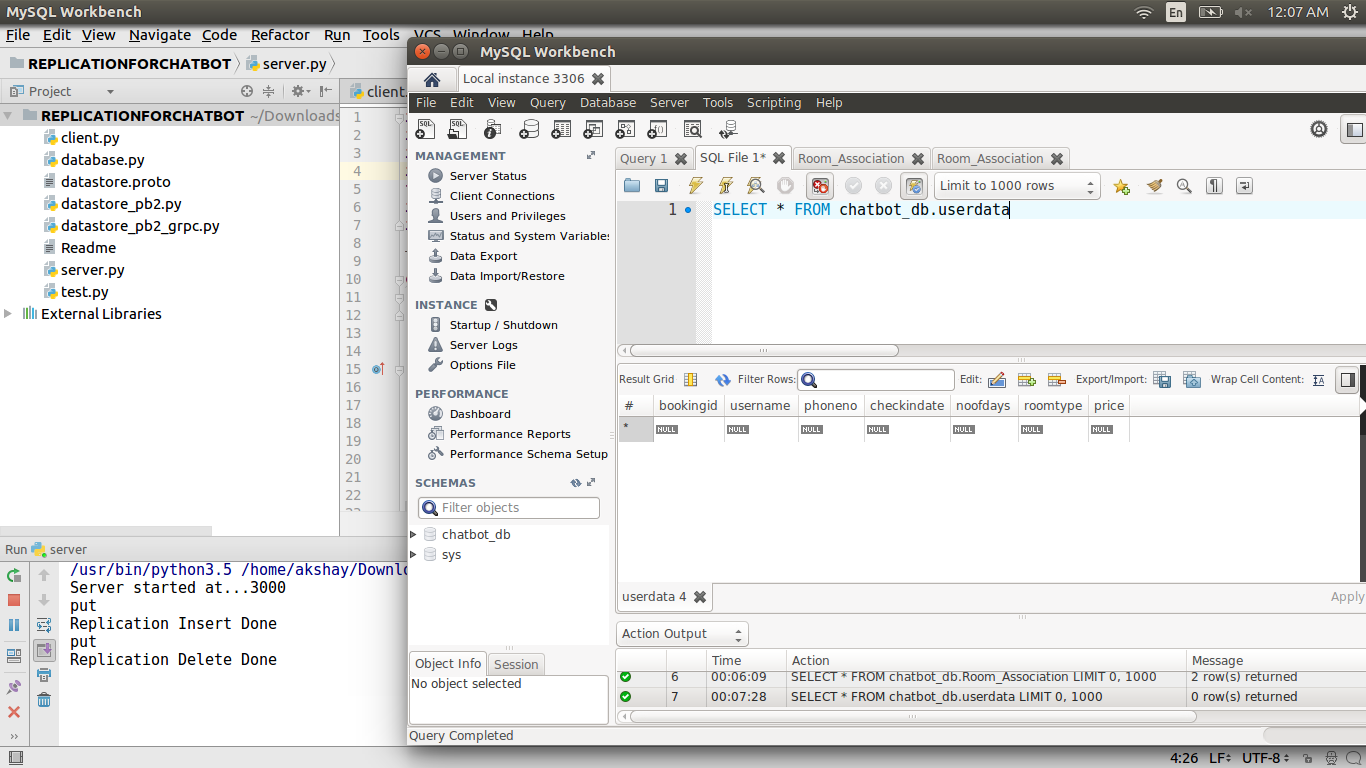 MySQL Workbench
En
12:07 AM
File Edit View Navigate Code Refactor Run Tools VCS Window Help
REPLICATIONFORCHATBOT server.py
Project
client
REPLICATIONFORCHATBOT ~/Downloads
client.py
database.py
datastore.proto
datastore_pb2.py
datastore_pb2_grpc.py
Readme
server.py
test.py
External Libraries
1
2
3
4
5
6
7
8
9
10
11
12
13
14
15
16
17
18
19
20
21
22
Run server
/usr/bin/python3.5 /home/akshay/Downlo
Server started at...3000
put
Replication Insert Done
put
Replication Delete Done
MySQL Workbench
Local instance 3306
File Edit View Query Database Server Tools Scripting Help
MANAGEMENT
Server Status
Client Connections
Users and Privileges
Status and System Variables
Data Export
Data Import/Restore
INSTANCE
Startup / Shutdown
Server Logs
Options File
PERFORMANCE
Dashboard
Performance Reports
Performance Schema Setup
SCHEMAS
Filter objects
chatbot_db
sys
Object Info Session
No object selected
Query 1 SQL File 1* Room_Association Room_Association
Limit to 1000 rows
1 SELECT * FROM chatbot_db.userdata
Result Grid Filter Rows: Edit: Export/Import: Wrap Cell Content:
# bookingid username phoneno checkindate noofdays roomtype price
* NULL NULL NULL NULL NULL NULL NULL
userdata 4 Apply
Action Output
Time Action Message
6 00:06:09 SELECT * FROM chatbot_db.Room_Association LIMIT 0, 1000 2 row(s) returned
7 00:07:28 SELECT * FROM chatbot_db.userdata LIMIT 0, 1000 0 row(s) returned
Query Completed
4:26 LF UTF-8